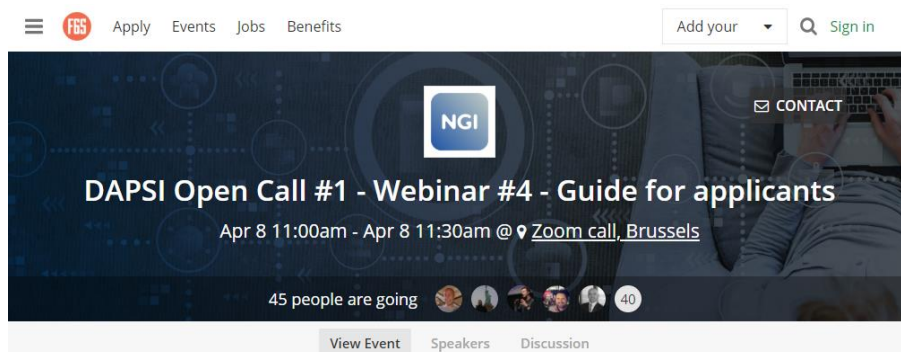 F6S Apply Events Jobs Benefits Add your Sign in
CONTACT
NGI
DAPSI Open Call #1 - Webinar #4 - Guide for applicants
Apr 8 11:00am - Apr 8 11:30am @ Zoom call, Brussels
45 people are going 40
View Event Speakers Discussion